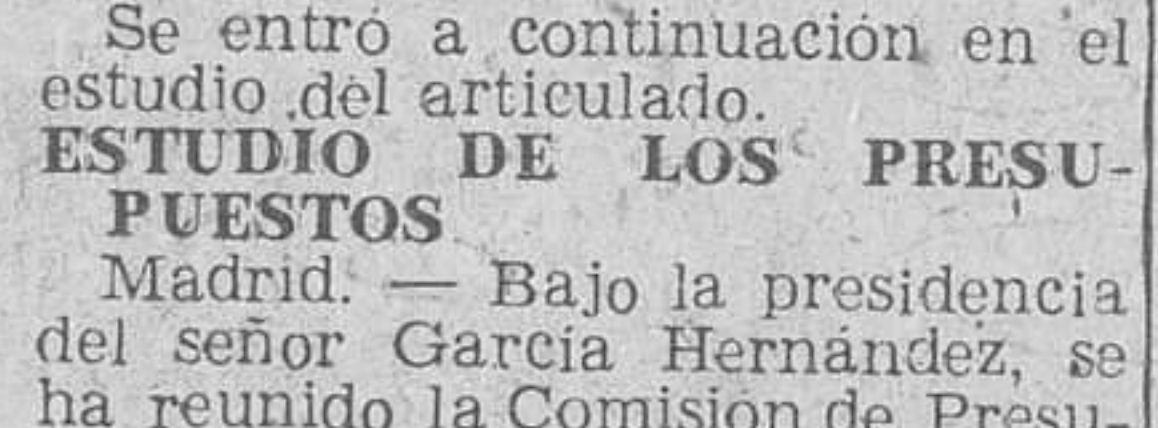 Se entró a continuación en el
estudio del articulado.
ESTUDIO DE LOS PRESU-
PUESTOS
Madrid. — Bajo la presidencia
del señor García Hernández, se
ha reunido la Comisión de Presu-